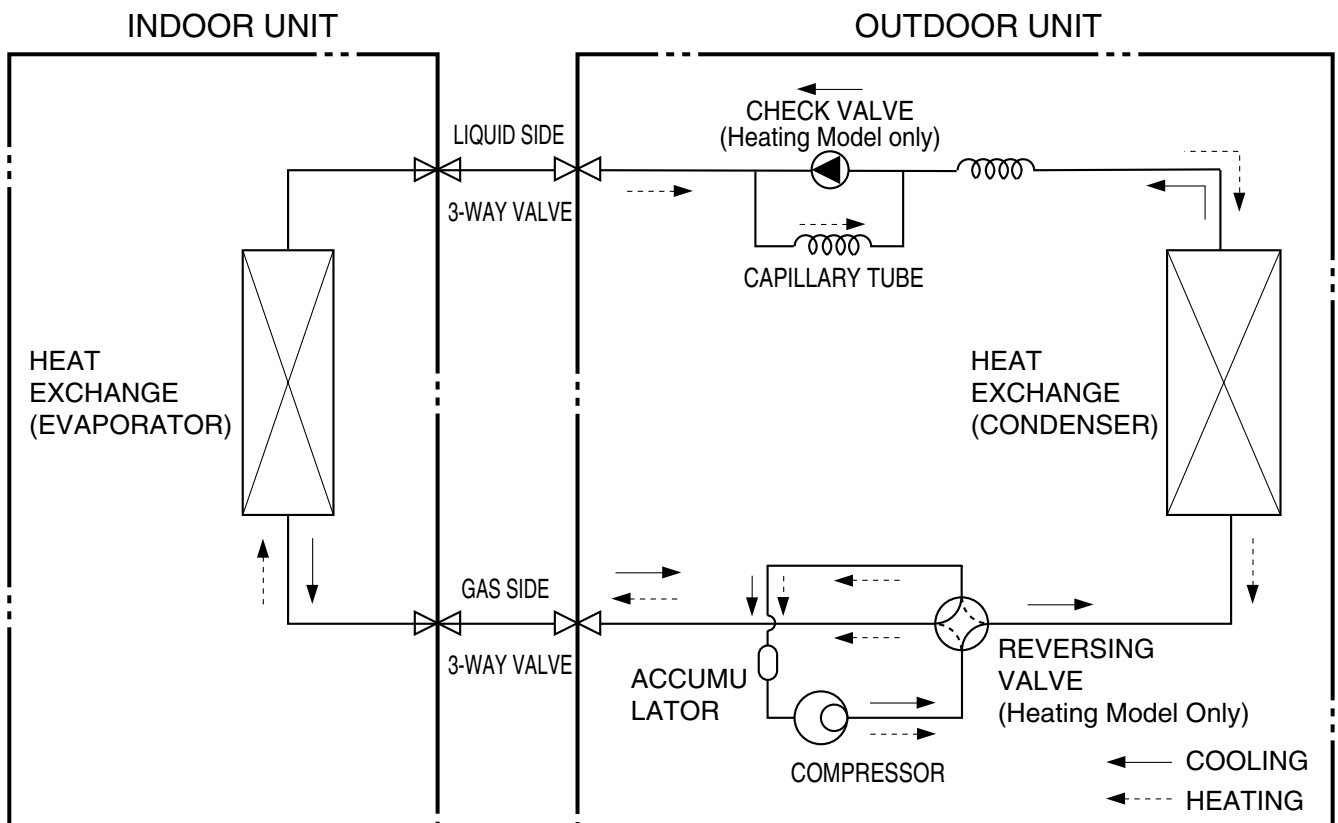 INDOOR UNIT
OUTDOOR UNIT
LIQUID SIDE
3-WAY VALVE
CHECK VALVE
(Heating Model only)
CAPILLARY TUBE
HEAT
EXCHANGE
(EVAPORATOR)
HEAT
EXCHANGE
(CONDENSER)
GAS SIDE
3-WAY VALVE
ACCUMU
LATOR
COMPRESSOR
REVERSING
VALVE
(Heating Model Only)
COOLING
HEATING